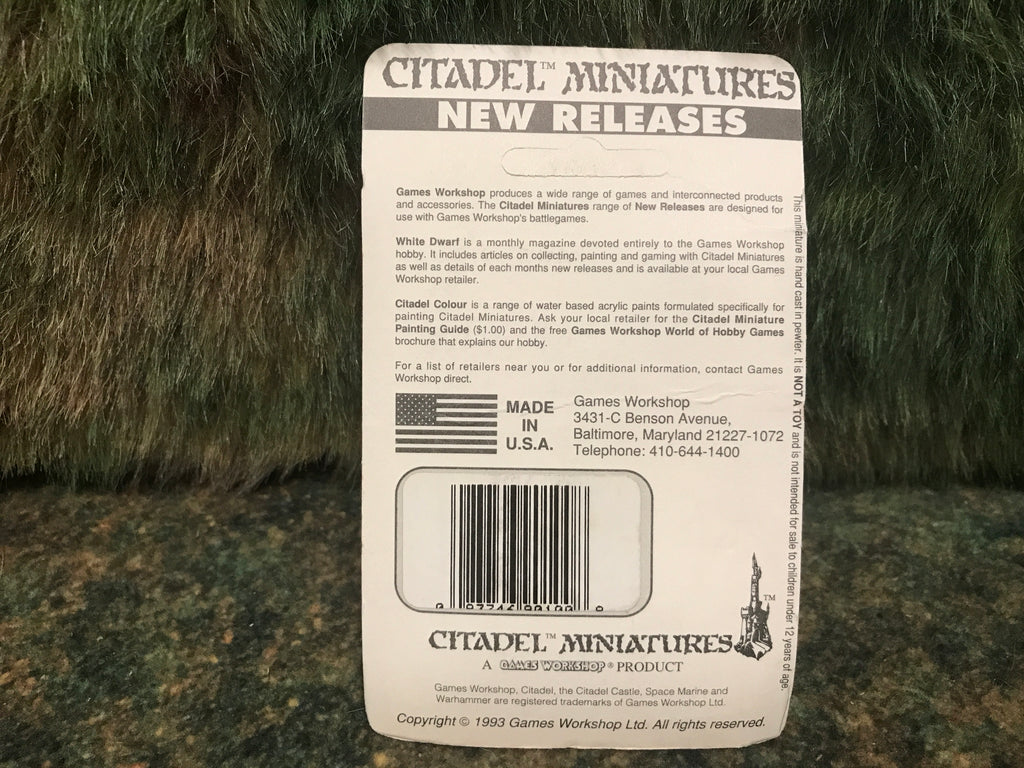 CITADEL™ MINIATURES
NEW RELEASES
Games Workshop produces a wide range of games and interconnected products
and accessories. The Citadel Miniatures range of New Releases are designed for
use with Games Workshop's battlegames.
White Dwarf is a monthly magazine devoted entirely to the Games Workshop
hobby. It includes articles on collecting, painting and gaming with Citadel Miniatures
as well as details of each months new releases and is available at your local Games
Workshop retailer.
Citadel Colour is a range of water based acrylic paints formulated specifically for
painting Citadel Miniatures. Ask your local retailer for the Citadel Miniature
Painting Guide ($1.00) and the free Games Workshop World of Hobby Games
brochure that explains our hobby.
For a list of retailers near you or for additional information, contact Games
Workshop direct.
MADE
IN
U.S.A.
Games Workshop
3431-C Benson Avenue,
Baltimore, Maryland 21227-1072
Telephone: 410-644-1400
This miniature is hand cast in pewter. It is NOT A TOY and is not intended for sale to children under 12 years of age.
CITADEL™ MINIATURES
™
A GAMES WORKSHOP® PRODUCT
Games Workshop, Citadel, the Citadel Castle, Space Marine and
Warhammer are registered trademarks of Games Workshop Ltd.
Copyright © 1993 Games Workshop Ltd. All rights reserved.